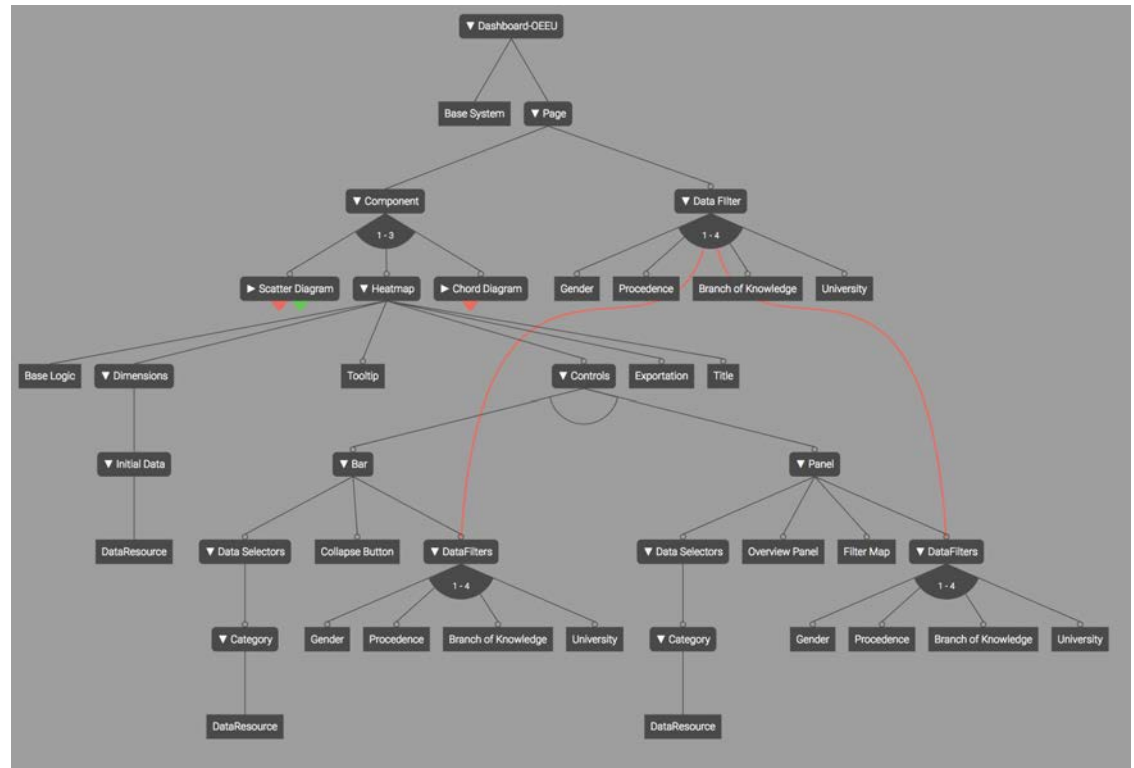 ▼ Dashboard-OEEU
Base System
▼ Page
▼ Component
▼ Data Filter
1 - 3
1 - 4
► Scatter Diagram
▼ Heatmap
► Chord Diagram
Gender
Procedence
Branch of Knowledge
University
Base Logic
▼ Dimensions
Tooltip
▼ Controls
Exportation
Title
▼ Initial Data
▼ Bar
▼ Panel
DataResource
▼ Data Selectors
Collapse Button
▼ DataFilters
▼ Data Selectors
Overview Panel
Filter Map
▼ DataFilters
1 - 4
1 - 4
▼ Category
Gender
Procedence
Branch of Knowledge
University
▼ Category
Gender
Procedence
Branch of Knowledge
University
DataResource
DataResource